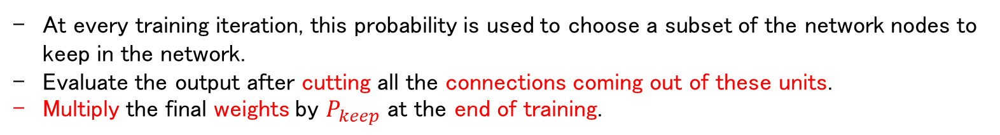 - At every training iteration, this probability is used to choose a subset of the network nodes to
keep in the network.
- Evaluate the output after cutting all the connections coming out of these units.
- Multiply the final weights by P_keep at the end of training.